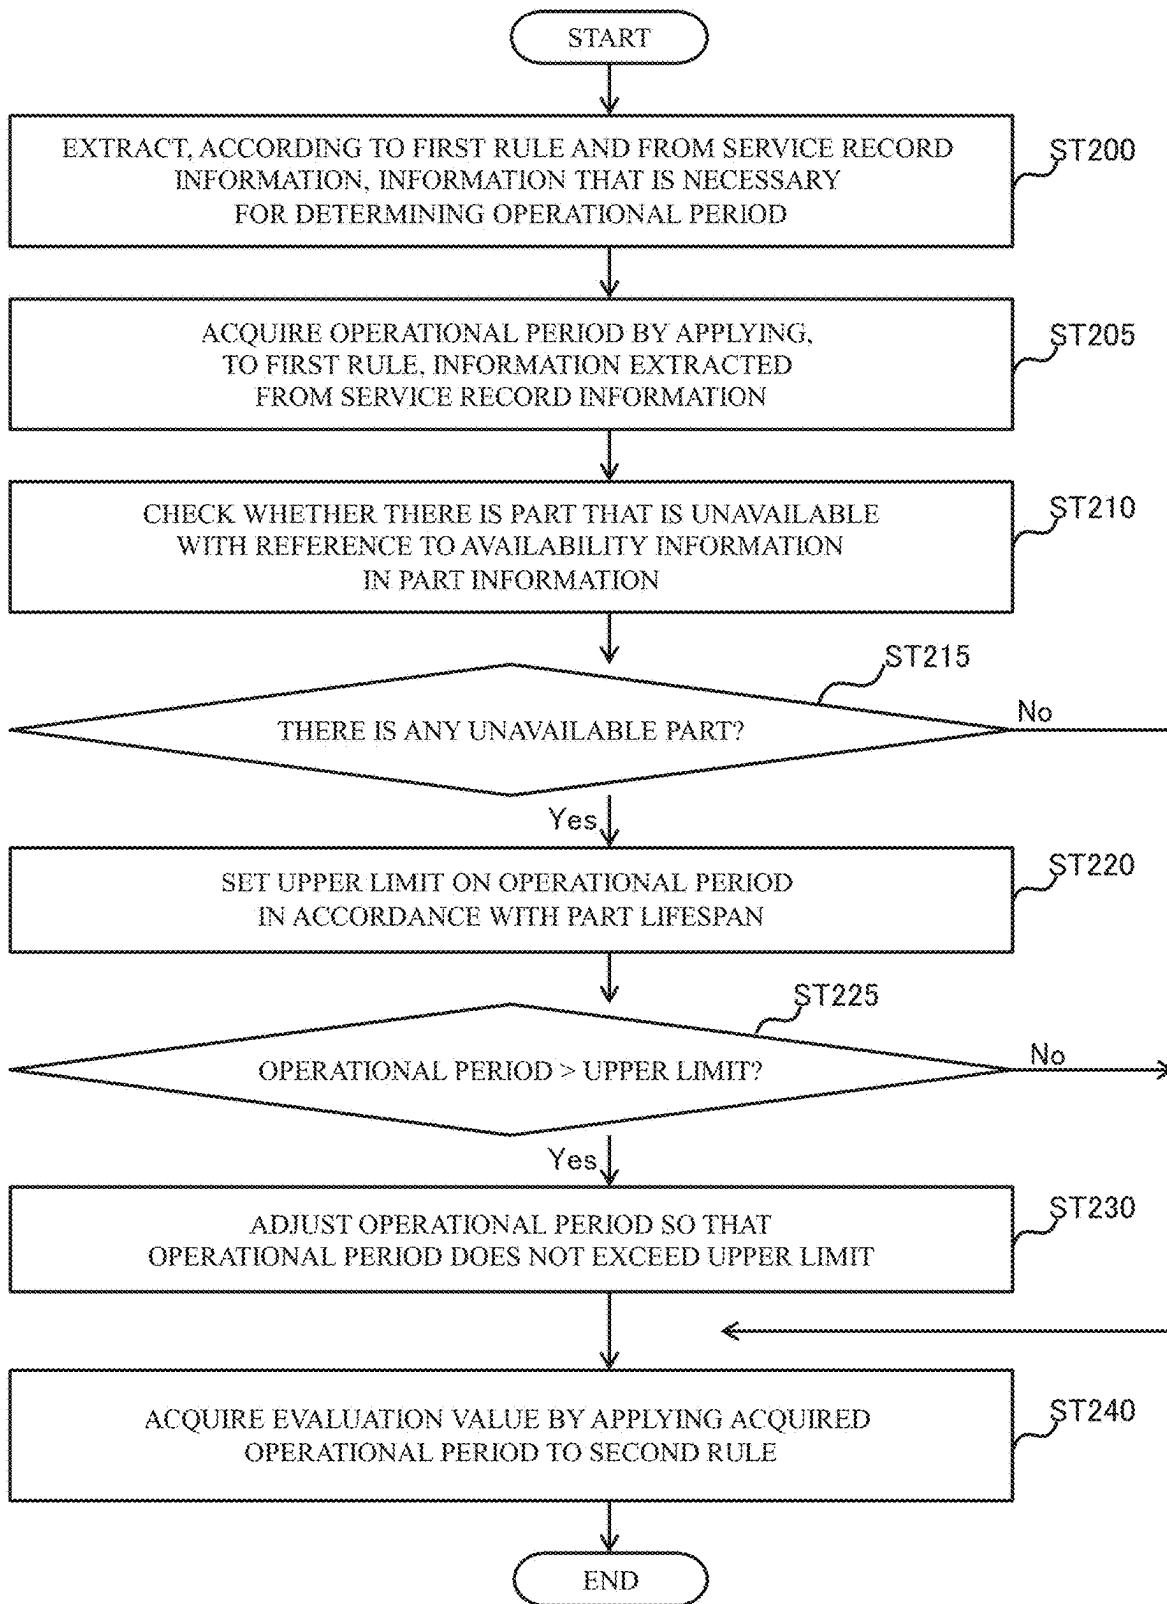 START
EXTRACT, ACCORDING TO FIRST RULE AND FROM SERVICE RECORD
INFORMATION, INFORMATION THAT IS NECESSARY
FOR DETERMINING OPERATIONAL PERIOD
ST200
ACQUIRE OPERATIONAL PERIOD BY APPLYING,
TO FIRST RULE, INFORMATION EXTRACTED
FROM SERVICE RECORD INFORMATION
ST205
CHECK WHETHER THERE IS PART THAT IS UNAVAILABLE
WITH REFERENCE TO AVAILABILITY INFORMATION
IN PART INFORMATION
ST210
ST215
THERE IS ANY UNAVAILABLE PART?
No
Yes
SET UPPER LIMIT ON OPERATIONAL PERIOD
IN ACCORDANCE WITH PART LIFESPAN
ST220
ST225
OPERATIONAL PERIOD > UPPER LIMIT?
No
Yes
ADJUST OPERATIONAL PERIOD SO THAT
OPERATIONAL PERIOD DOES NOT EXCEED UPPER LIMIT
ST230
ACQUIRE EVALUATION VALUE BY APPLYING ACQUIRED
OPERATIONAL PERIOD TO SECOND RULE
ST240
END